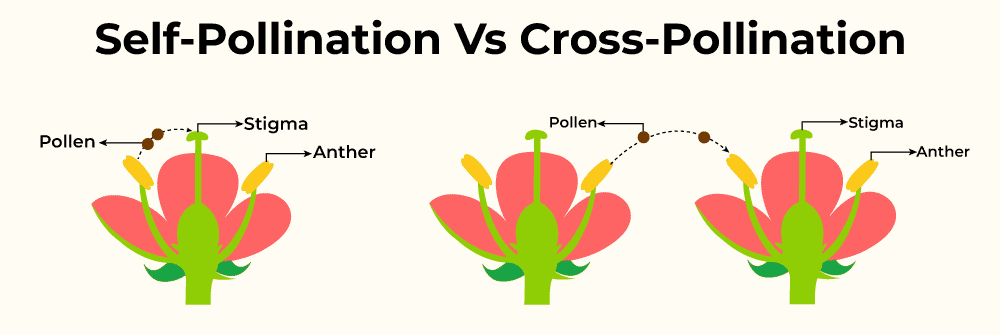 Self-Pollination Vs Cross-Pollination
Pollen
Stigma
Anther
Pollen
Stigma
Anther